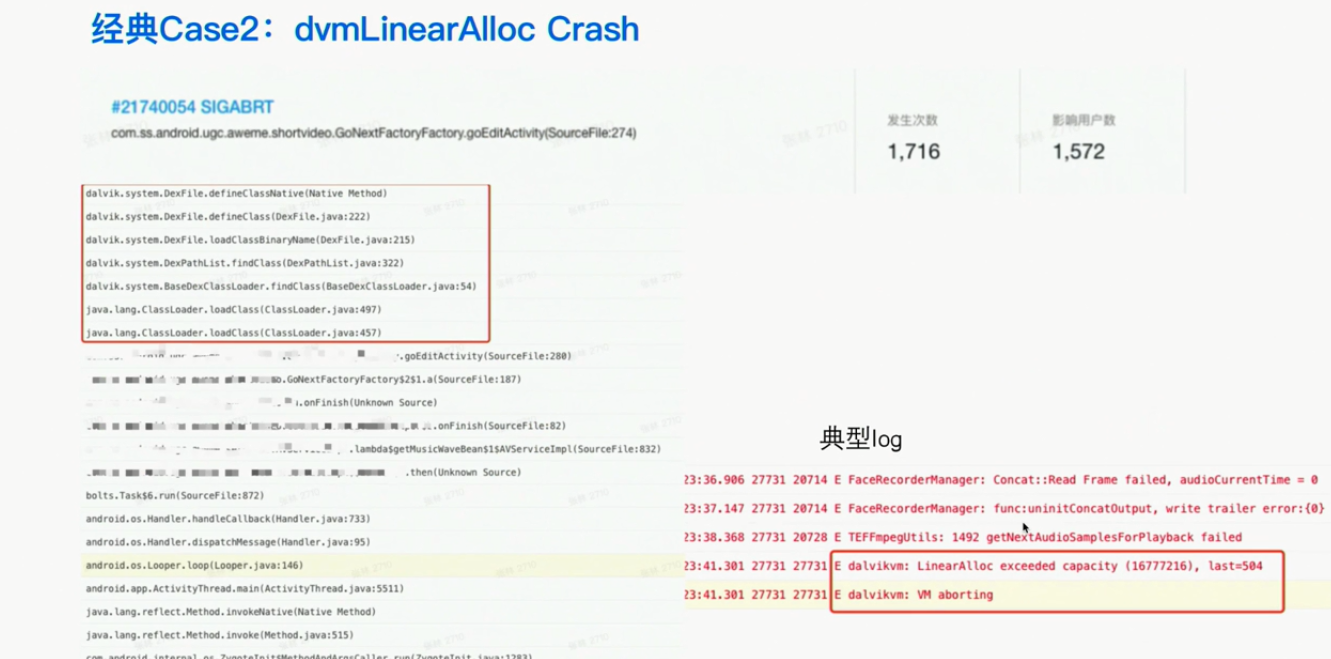 经典Case2：dvmLinearAlloc Crash
#21740054 SIGABRT
com.ss.android.ugc.aweme.shortvideo.GoNextFactoryFactory.goEditActivity(SourceFile:274)
发生次数
1,716
影响用户数
1,572
dalvik.system.DexFile.defineClassNative(Native Method)
dalvik.system.DexFile.defineClass(DexFile.java:222)
dalvik.system.DexFile.loadClassBinaryName(DexFile.java:215)
dalvik.system.DexPathList.findClass(DexPathList.java:322)
dalvik.system.BaseDexClassLoader.findClass(BaseDexClassLoader.java:54)
java.lang.ClassLoader.loadClass(ClassLoader.java:497)
java.lang.ClassLoader.loadClass(ClassLoader.java:457)
.goEditActivity(SourceFile:280)
.GoNextFactoryFactory$2$1.a(SourceFile:187)
.onFinish(Unknown Source)
.onFinish(SourceFile:82)
.lambda$getMusicWaveBean$1$AVServiceImpl(SourceFile:832)
.then(Unknown Source)
bolts.Task$6.run(SourceFile:872)
android.os.Handler.handleCallback(Handler.java:733)
android.os.Handler.dispatchMessage(Handler.java:95)
android.os.Looper.loop(Looper.java:146)
android.app.ActivityThread.main(ActivityThread.java:5511)
java.lang.reflect.Method.invokeNative(Native Method)
java.lang.reflect.Method.invoke(Method.java:515)
com.android.internal.os.ZygoteInit$MethodAndArgsCaller.run(ZygoteInit.java:1283)
典型log
23:36.906 27731 20714 E FaceRecorderManager: Concat::Read Frame failed, audioCurrentTime = 0
23:37.147 27731 20714 E FaceRecorderManager: func:uninitConcatOutput, write trailer error:{0}
23:38.368 27731 20728 E TEFFmpegUtils: 1492 getNextAudioSamplesForPlayback failed
23:41.301 27731 27731 E dalvikvm: LinearAlloc exceeded capacity (16777216), last=504
23:41.301 27731 27731 E dalvikvm: VM aborting